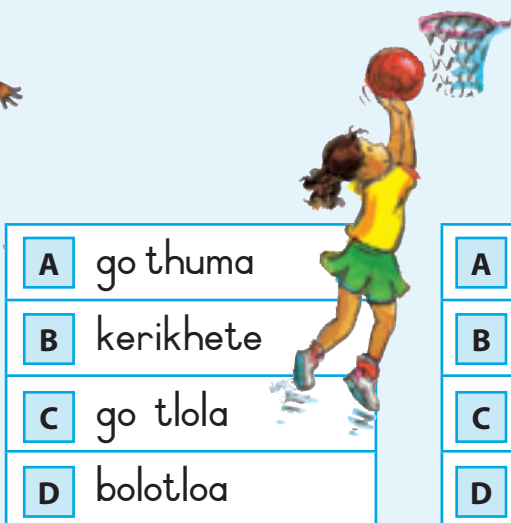 A go thuma
B kerikhete
C go tlola
D bolotloa
A
B
C
D